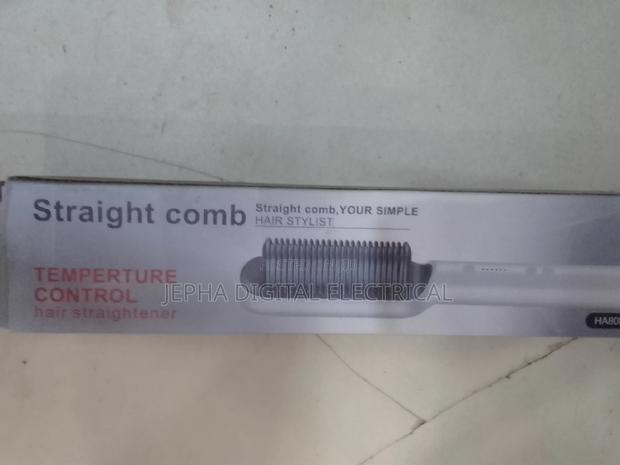 Straight comb
Straight comb,YOUR SIMPLE
HAIR STYLIST
TEMPERTURE
CONTROL
hair straightener
JEPHA DIGITAL ELECTRICAL